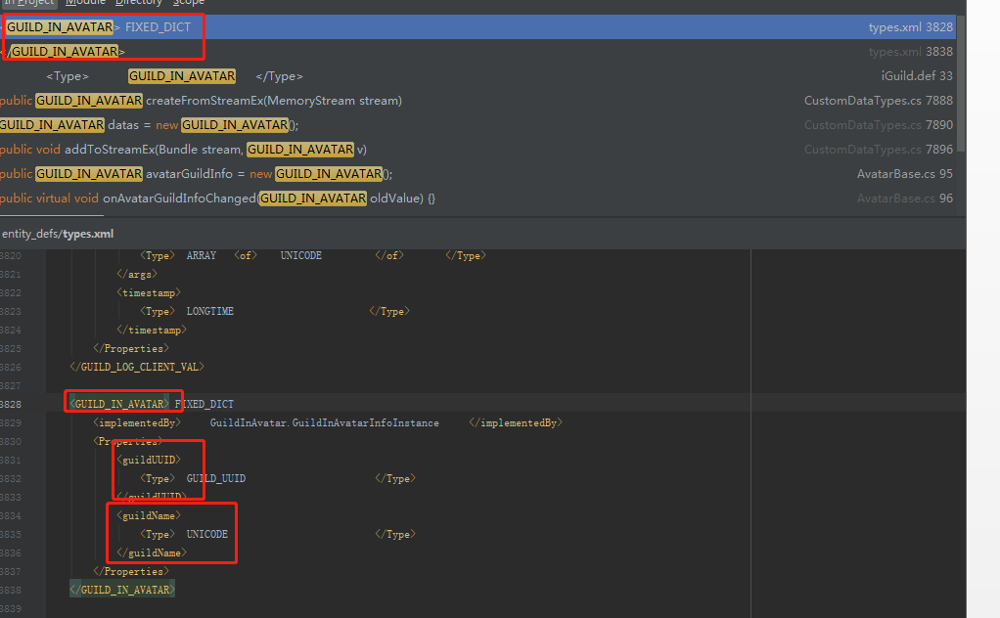 In Project Module Directory Scope
<GUILD_IN_AVATAR> FIXED_DICT types.xml 3828
</GUILD_IN_AVATAR> types.xml 3838
<Type> GUILD_IN_AVATAR </Type> iGuild.def 33
public GUILD_IN_AVATAR createFromStreamEx(MemoryStream stream) CustomDataTypes.cs 7888
GUILD_IN_AVATAR datas = new GUILD_IN_AVATAR(); CustomDataTypes.cs 7890
public void addToStreamEx(Bundle stream, GUILD_IN_AVATAR v) CustomDataTypes.cs 7896
public GUILD_IN_AVATAR avatarGuildInfo = new GUILD_IN_AVATAR(); AvatarBase.cs 95
public virtual void onAvatarGuildInfoChanged(GUILD_IN_AVATAR oldValue) {} AvatarBase.cs 96
entity_defs/types.xml
3820 <Type> ARRAY <of> UNICODE </of> </Type>
3821 </args>
3822 <timestamp>
3823 <Type> LONGTIME </Type>
3824 </timestamp>
3825 </Properties>
3826 </GUILD_LOG_CLIENT_VAL>
3827
3828 <GUILD_IN_AVATAR> FIXED_DICT
3829 <implementedBy> GuildInAvatar.GuildInAvatarInfoInstance </implementedBy>
3830 <Properties>
3831 <guildUUID>
3832 <Type> GUILD_UUID </Type>
3833 </guildUUID>
3834 <guildName>
3835 <Type> UNICODE </Type>
3836 </guildName>
3837 </Properties>
3838 </GUILD_IN_AVATAR>
3839